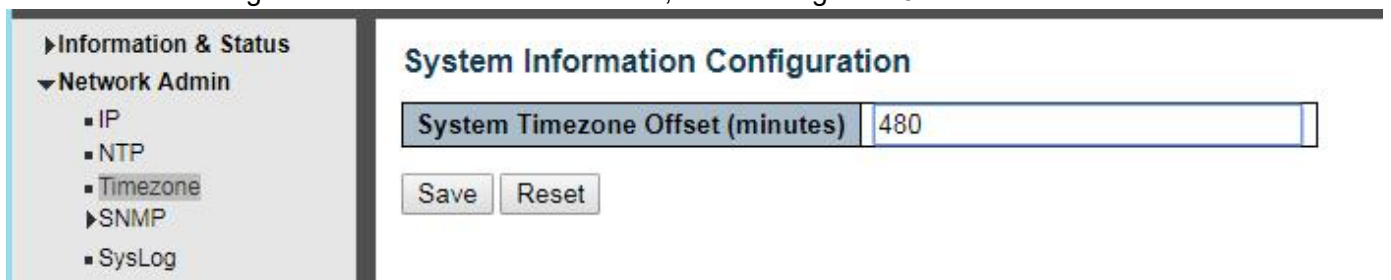 Information & Status
Network Admin
IP
NTP
Timezone
SNMP
SysLog
System Information Configuration
System Timezone Offset (minutes) 480
Save Reset